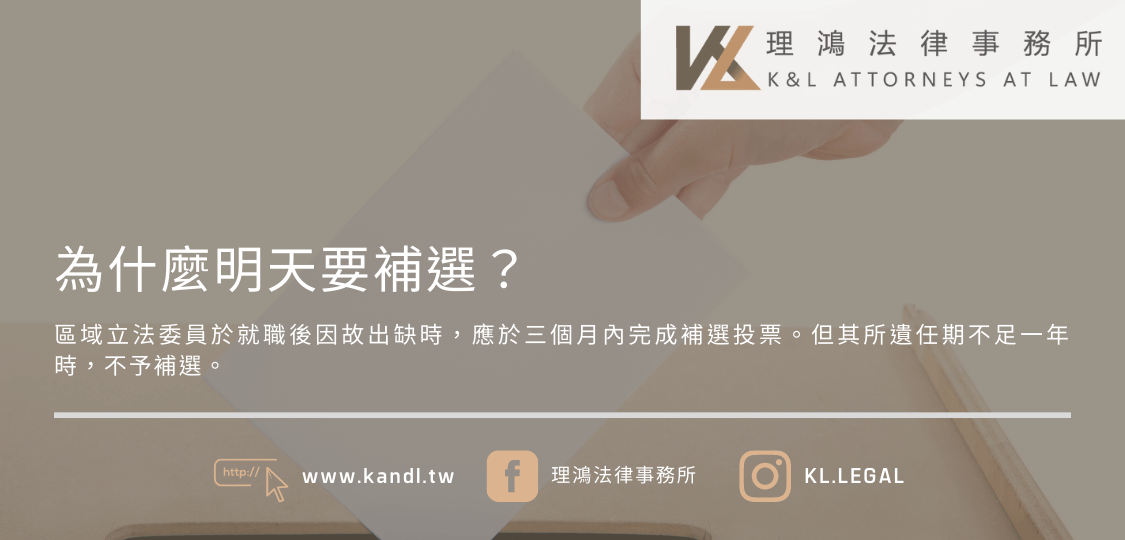 理鴻法律事務所
K&L ATTORNEYS AT LAW
為什麼明天要補選？
區域立法委員於就職後因故出缺時，應於三個月內完成補選投票。但其所遺任期不足一年
時，不予補選。
http://
www.kandl.tw
理鴻法律事務所
KL.LEGAL